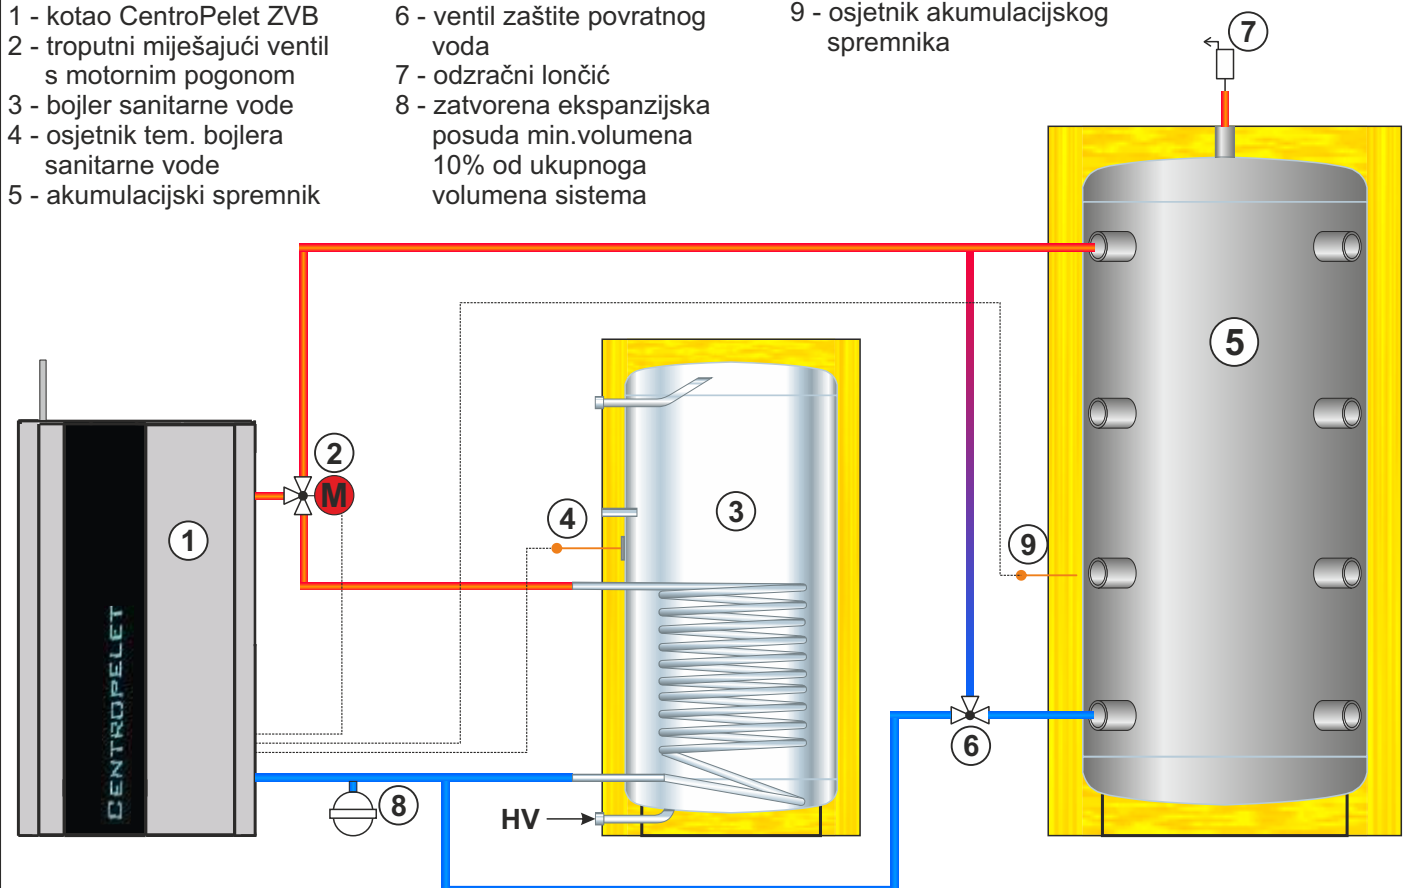 1 - kotao CentroPelet ZVB
2 - troputni miješajući ventil
s motornim pogonom
3 - bojler sanitarne vode
4 - osjetnik tem. bojlera
sanitarne vode
5 - akumulacijski spremnik
6 - ventil zaštite povratnog
voda
7 - odzračni lončić
8 - zatvorena ekspanzijska
posuda min.volumena
10% od ukupnoga
volumena sistema
9 - osjetnik akumulacijskog
spremnika
7
5
2
M
1
4
3
9
6
8
HV
CENTROPELET